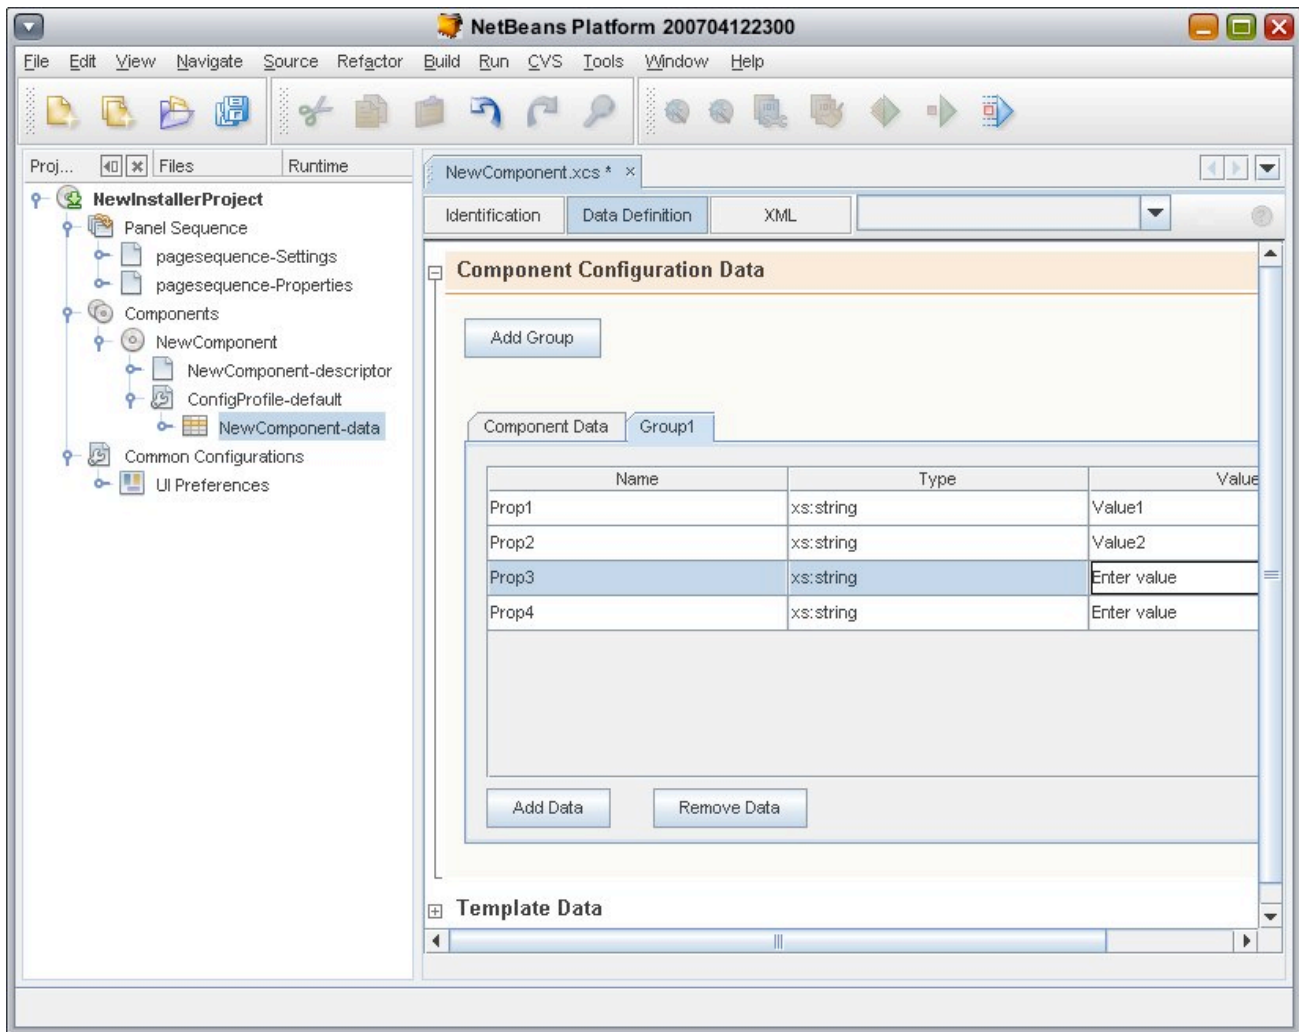 NetBeans Platform 200704122300
File Edit View Navigate Source Refactor Build Run CVS Tools Window Help
Proj... Files Runtime
NewInstallerProject
Panel Sequence
pagesequence-Settings
pagesequence-Properties
Components
NewComponent
NewComponent-descriptor
ConfigProfile-default
NewComponent-data
Common Configurations
UI Preferences
NewComponent.xcs *
Identification Data Definition XML
Component Configuration Data
Add Group
Component Data Group1
Name Type Value
Prop1 xs:string Value1
Prop2 xs:string Value2
Prop3 xs:string Enter value
Prop4 xs:string Enter value
Add Data Remove Data
Template Data